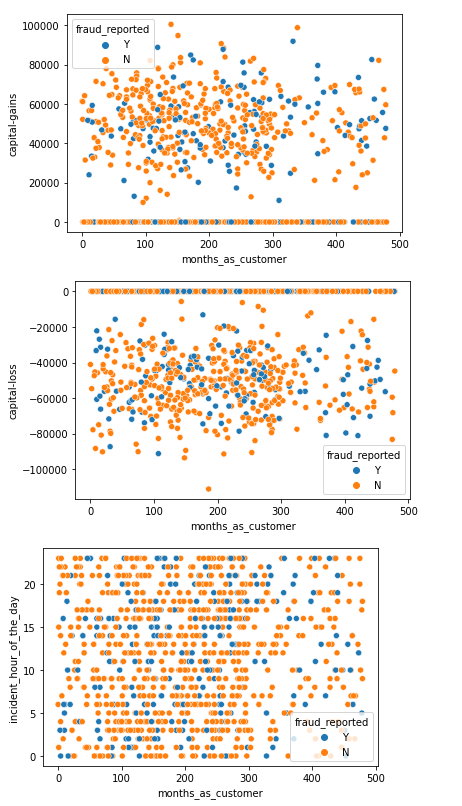 fraud_reported
Y
N
100000
80000
60000
40000
20000
0
capital-gains
0 100 200 300 400 500
months_as_customer
0
−20000
−40000
−60000
−80000
−100000
capital-loss
fraud_reported
Y
N
0 100 200 300 400 500
months_as_customer
20
15
10
5
0
incident_hour_of_the_day
fraud_reported
Y
N
0 100 200 300 400 500
months_as_customer